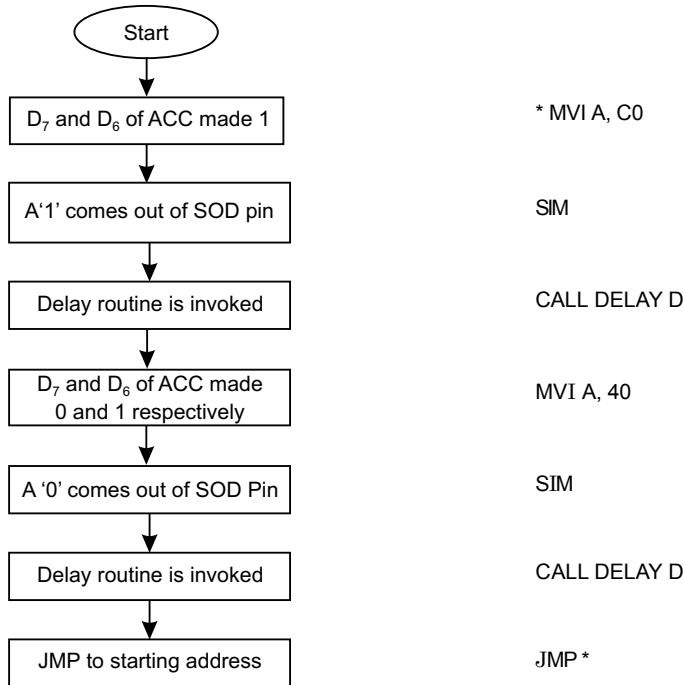 Start
D₇ and D₆ of ACC made 1
* MVI A, C0
A‘1’ comes out of SOD pin
SIM
Delay routine is invoked
CALL DELAY D
D₇ and D₆ of ACC made
0 and 1 respectively
MVI A, 40
A ‘0’ comes out of SOD Pin
SIM
Delay routine is invoked
CALL DELAY D
JMP to starting address
JMP *